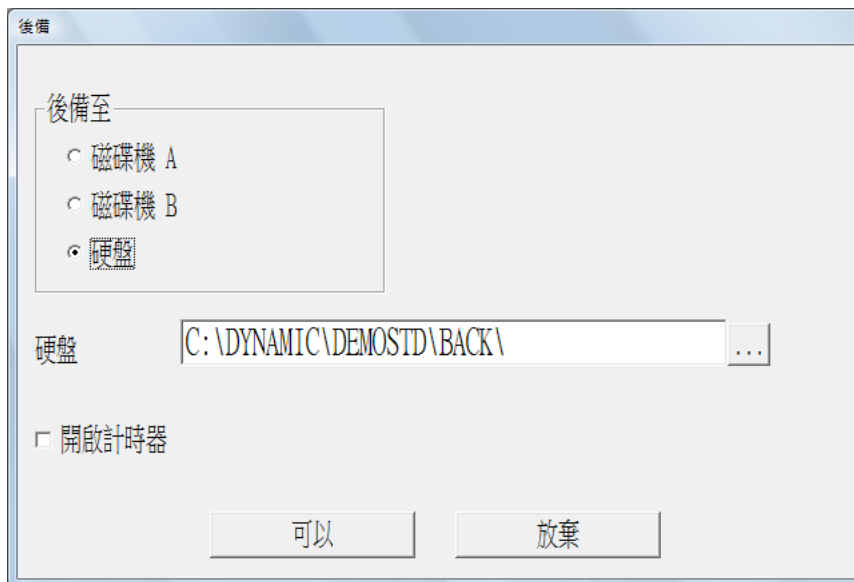 後備
後備至
磁碟機 A
磁碟機 B
硬盤
硬盤 C:\DYNAMIC\DEMOSTD\BACK\ ...
開啟計時器
可以 放棄